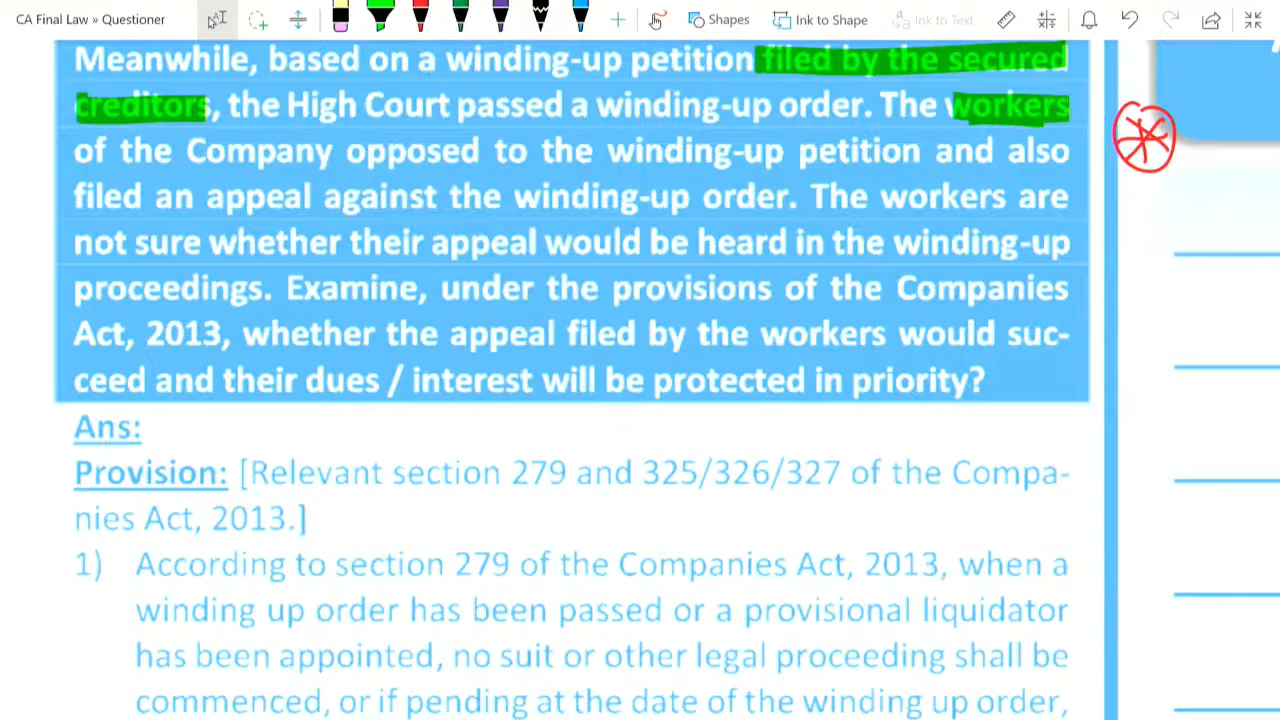 CA Final Law » Questioner
Shapes
Ink to Shape
Ink to Text
Meanwhile, based on a winding-up petition filed by the secured
creditors, the High Court passed a winding-up order. The workers
of the Company opposed to the winding-up petition and also
filed an appeal against the winding-up order. The workers are
not sure whether their appeal would be heard in the winding-up
proceedings. Examine, under the provisions of the Companies
Act, 2013, whether the appeal filed by the workers would suc-
ceed and their dues / interest will be protected in priority?
Ans:
Provision: [Relevant section 279 and 325/326/327 of the Compa-
nies Act, 2013.]
1) According to section 279 of the Companies Act, 2013, when a
winding up order has been passed or a provisional liquidator
has been appointed, no suit or other legal proceeding shall be
commenced, or if pending at the date of the winding up order,